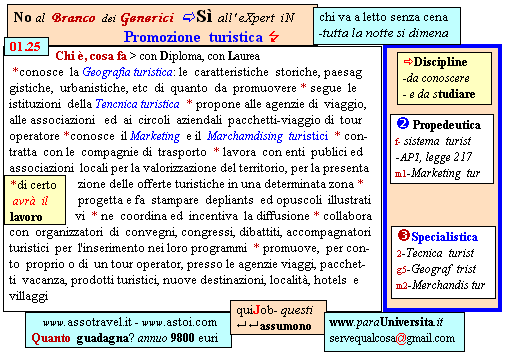 No al Branco dei Generici ⇨Sì all'eXpert iN
Promozione turistica
chi va a letto senza cena
-tutta la notte si dimena
01.25
Chi è, cosa fa > con Diploma, con Laurea
*conosce la Geografia turistica: le caratteristiche storiche, paesag
gistiche, urbanistiche, etc di quanto da promuovere * segue le
istituzioni della Tencnica turistica * propone alle agenzie di viaggio,
alle associazioni ed ai circoli aziendali pacchetti-viaggio di tour
operatore *conosce il Marketing e il Marchamdising turistici * con-
tratta con le compagnie di trasporto * lavora con enti publici ed
associazioni locali per la valorizzazione del territorio, per la presenta
zione delle offerte turistiche in una determinata zona *
progetta e fa stampare depliants ed opuscoli illustrati
vi * ne coordina ed incentiva la diffusione * collabora
con organizzatori di convegni, congressi, dibattiti, accompagnatori
turistici per l'inserimento nei loro programmi * promuove, per con-
to proprio o di un tour operator, presso le agenzie viaggi, pacchet-
ti vacanza, prodotti turistici, nuove destinazioni, località, hotels e
villaggi
*di certo
avrà il
lavoro
⇨Discipline
-da conoscere
- e da studiare
❷ Propedeutica
f- sistema turist
-API, legge 217
m1-Marketing tur
❸Specialistica
2-Tecnica turist
g5-Geograf trist
m2-Merchandis tur
www.assotravel.it - www.astoi.com
Quanto guadagna? annuo 9800 euri
quiJob- questi
↵↵assumono
www.paraUniversita.it
servequalcosa@gmail.com